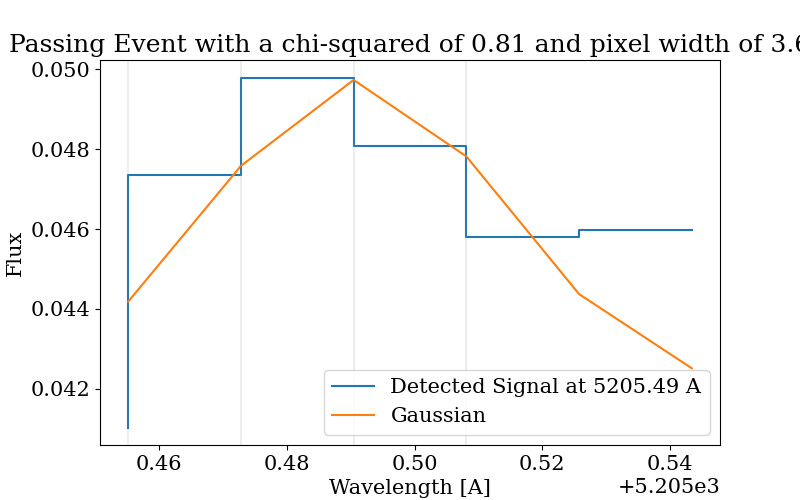 Passing Event with a chi-squared of 0.81 and pixel width of 3.6
0.050
0.048
0.046
0.044
0.042
Flux
Detected Signal at 5205.49 A
Gaussian
0.46 0.48 0.50 0.52 0.54
Wavelength [A]
+5.205e3